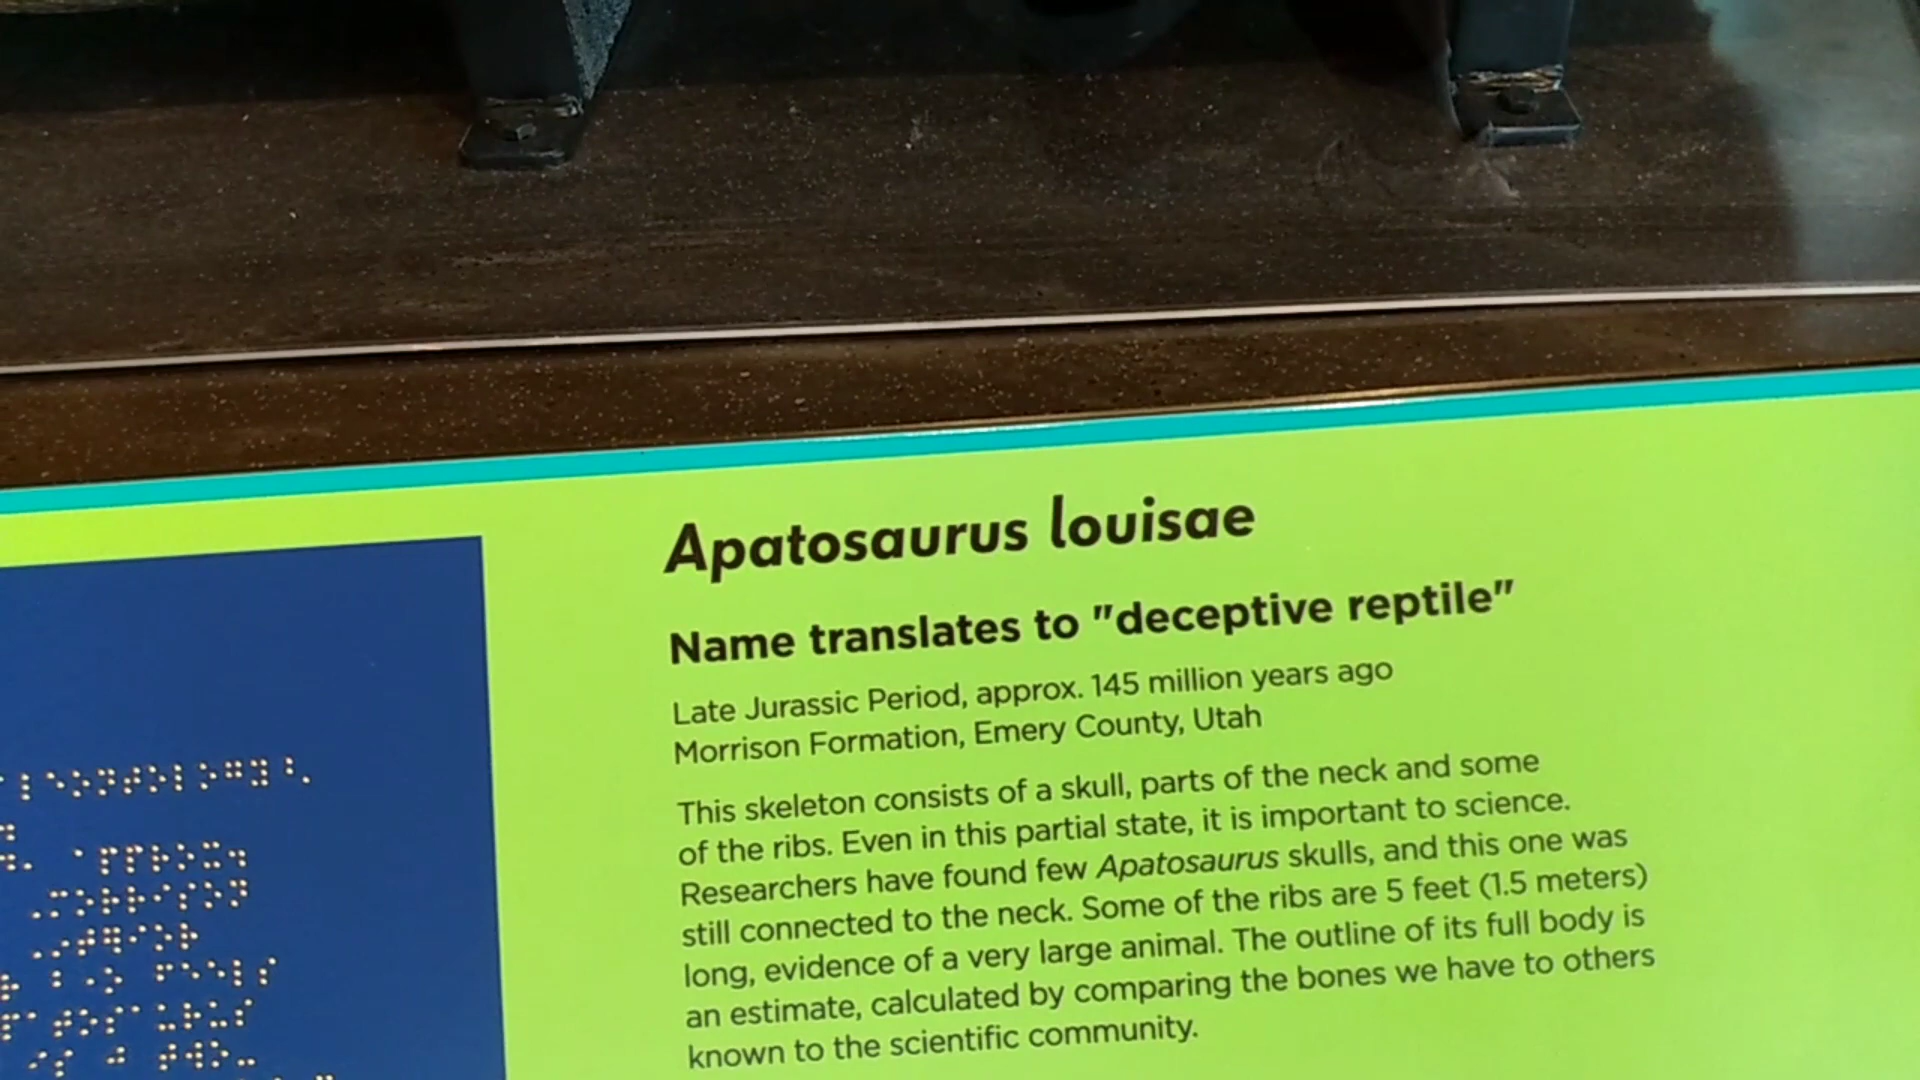 Apatosaurus louisae
Name translates to "deceptive reptile"
Late Jurassic Period, approx. 145 million years ago
Morrison Formation, Emery County, Utah
This skeleton consists of a skull, parts of the neck and some
of the ribs. Even in this partial state, it is important to science.
Researchers have found few Apatosaurus skulls, and this one was
still connected to the neck. Some of the ribs are 5 feet (1.5 meters)
long, evidence of a very large animal. The outline of its full body is
an estimate, calculated by comparing the bones we have to others
known to the scientific community.